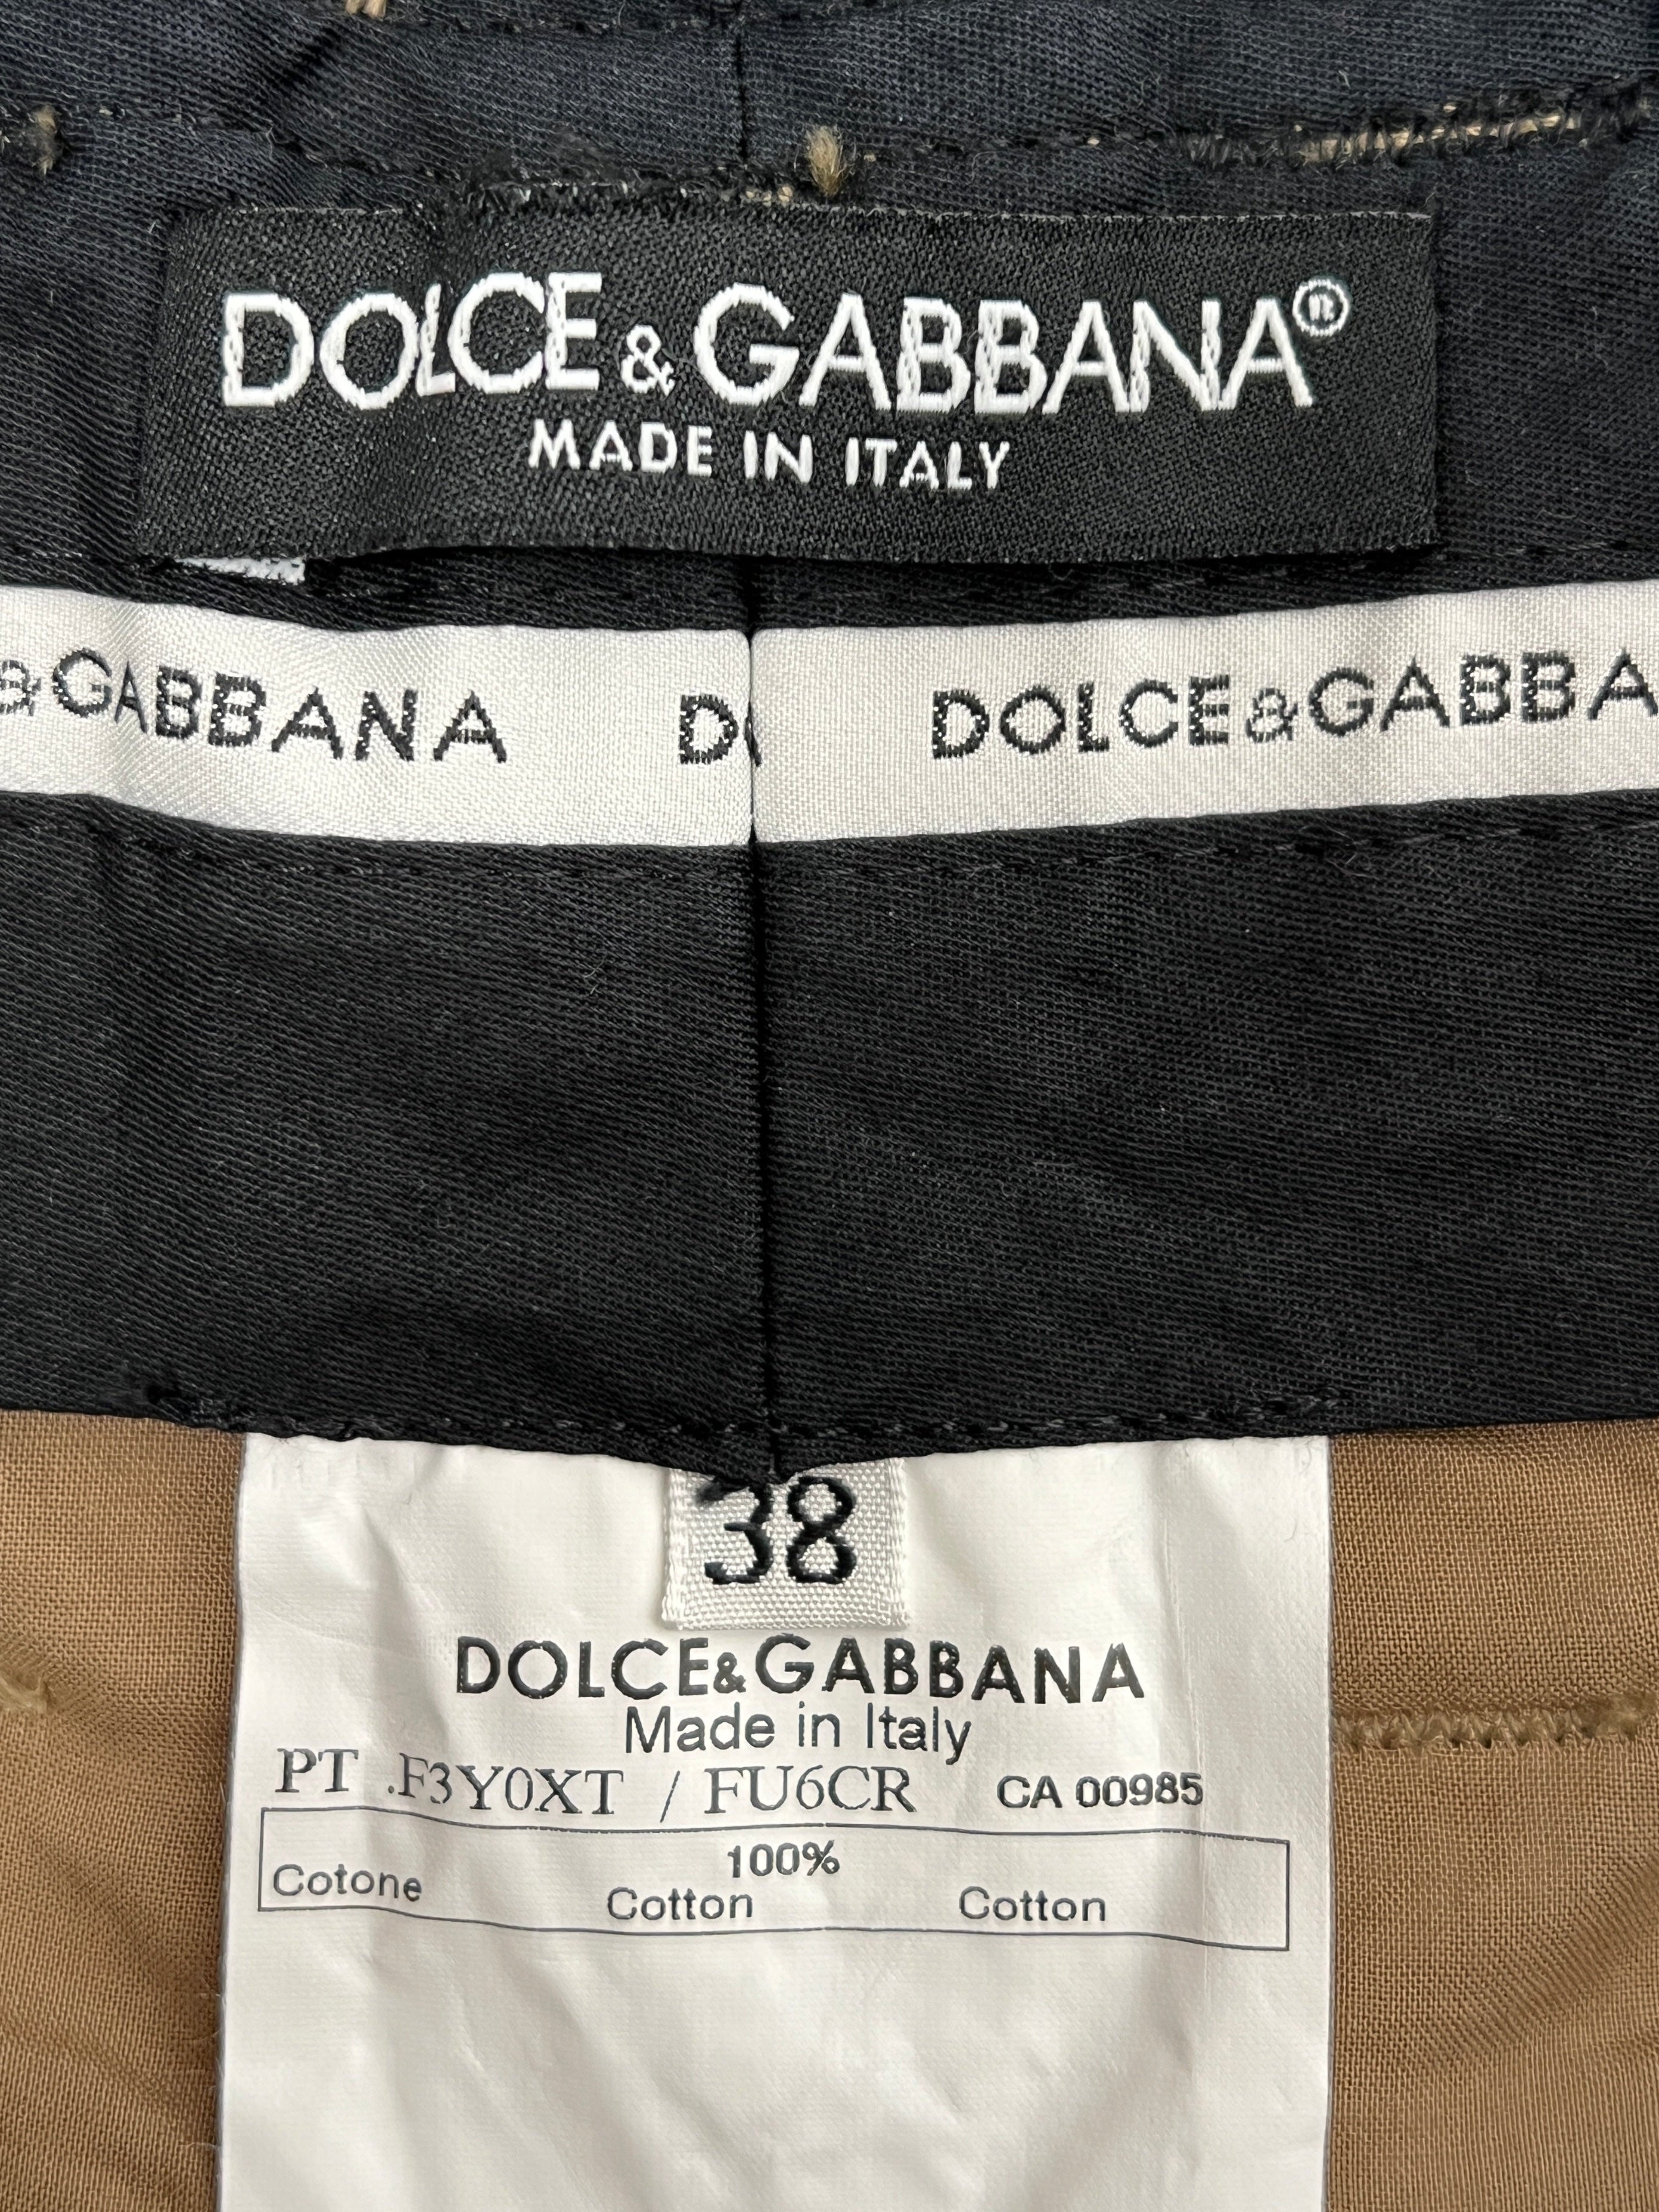 DOLCE & GABBANA®
MADE IN ITALY
&GABBANA DO DOLCE&GABBA
38
DOLCE&GABBANA
Made in Italy
PT .F3Y0XT / FU6CR CA 00985
100%
Cotone Cotton Cotton